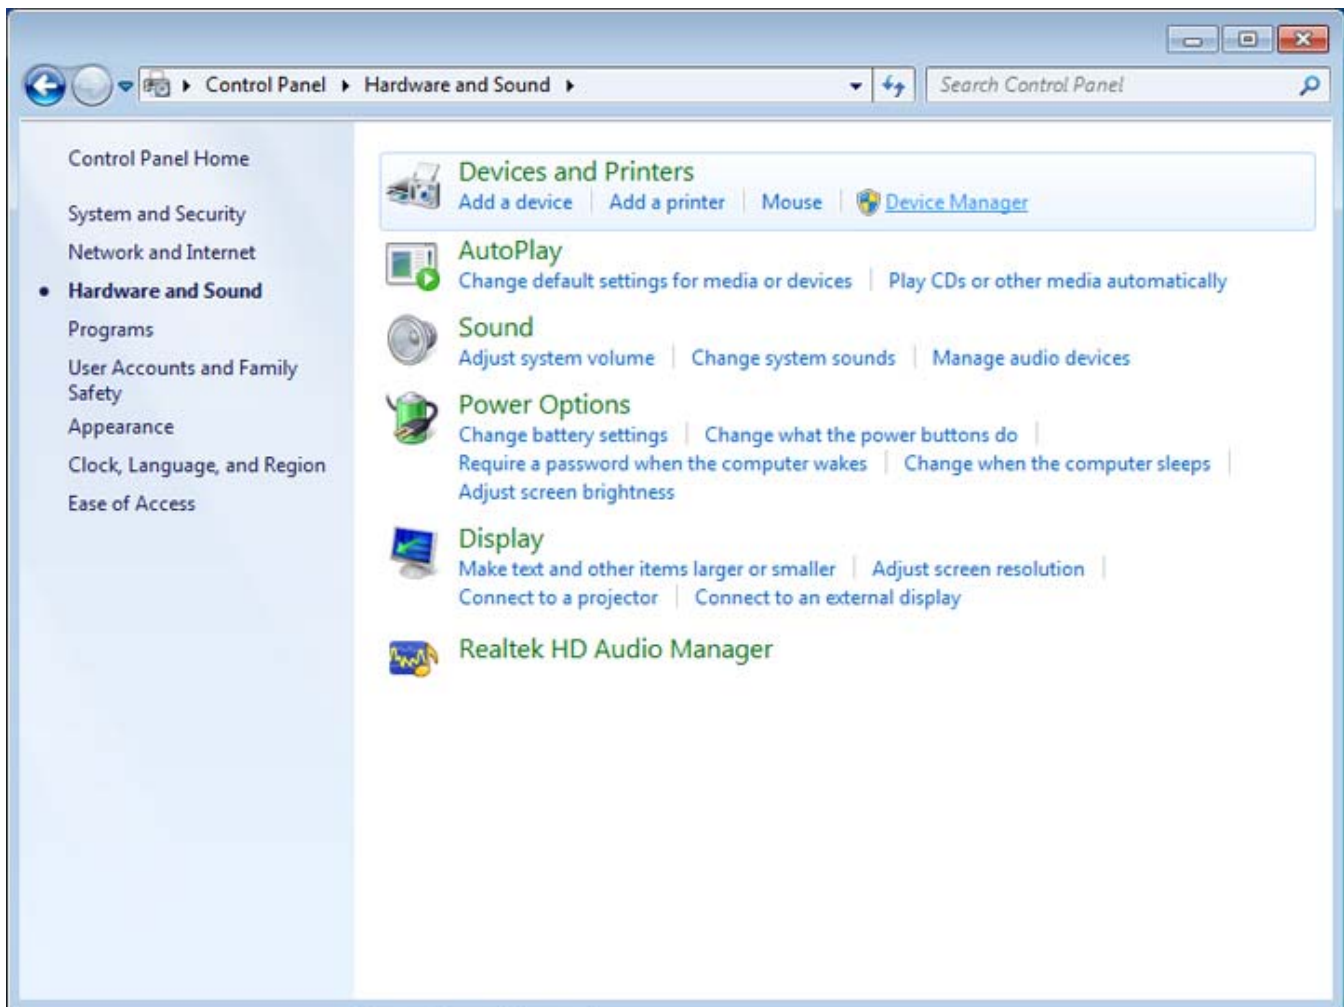 Control Panel Hardware and Sound Search Control Panel
Control Panel Home
System and Security
Network and Internet
Hardware and Sound
Programs
User Accounts and Family
Safety
Appearance
Clock, Language, and Region
Ease of Access
Devices and Printers
Add a device Add a printer Mouse Device Manager
AutoPlay
Change default settings for media or devices Play CDs or other media automatically
Sound
Adjust system volume Change system sounds Manage audio devices
Power Options
Change battery settings Change what the power buttons do
Require a password when the computer wakes Change when the computer sleeps
Adjust screen brightness
Display
Make text and other items larger or smaller Adjust screen resolution
Connect to a projector Connect to an external display
Realtek HD Audio Manager